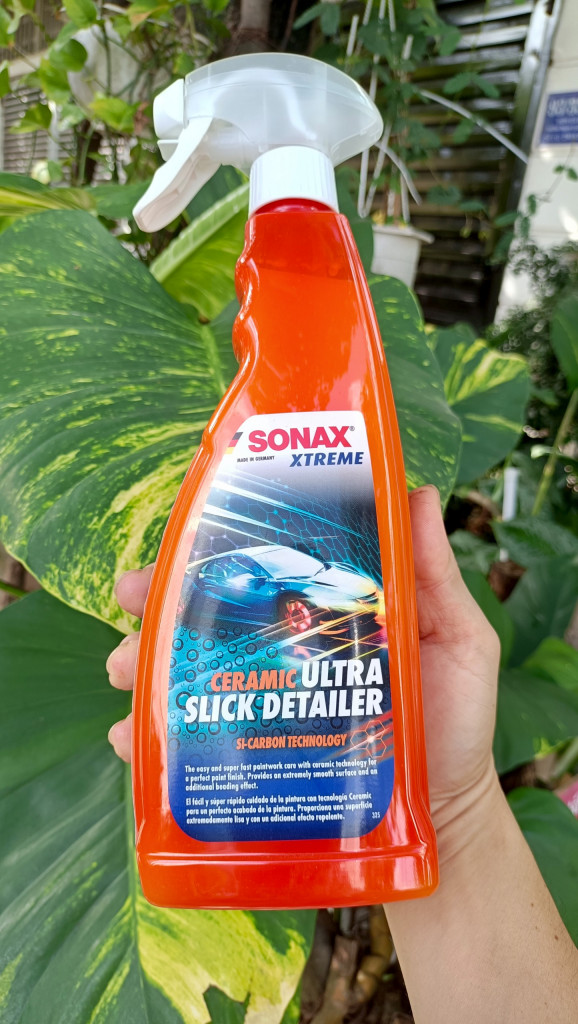 SONAX®
MADE IN GERMANY
XTREME
CERAMIC ULTRA
SLICK DETAILER
SI-CARBON TECHNOLOGY
The easy and super fast paintwork care with ceramic technology for
a perfect paint finish. Provides an extremely smooth surface and an
additional beading effect.
El fácil y súper rápido cuidado de la pintura con tecnología Ceramic
para un perfecto acabado de la pintura. Proporciona una superficie
extremadamente lisa y con un adicional efecto repelente.
325